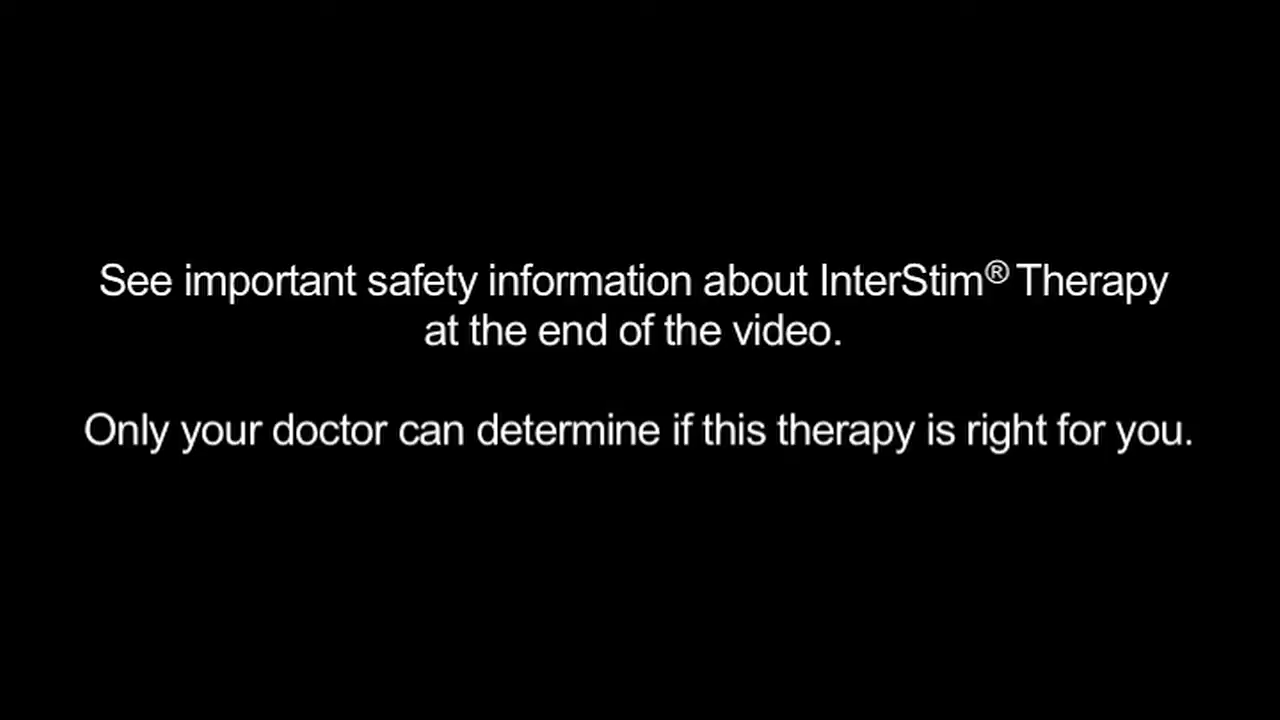 See important safety information about InterStim® Therapy
at the end of the video.
Only your doctor can determine if this therapy is right for you.